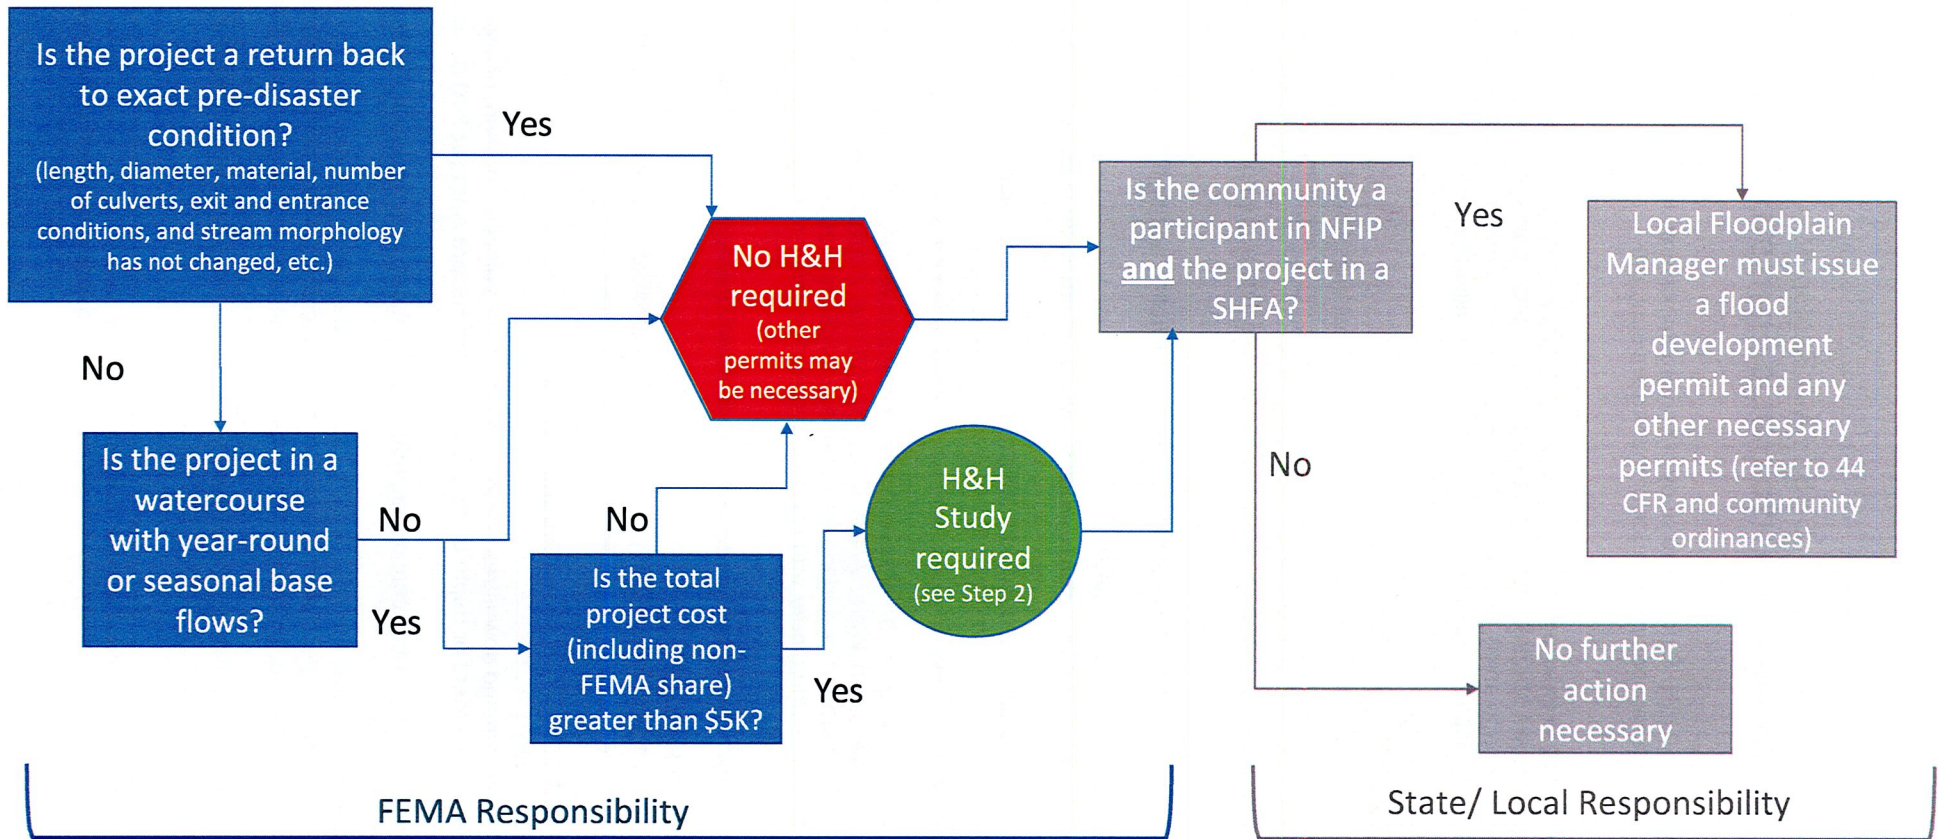 Is the project a return back
to exact pre-disaster
condition?
(length, diameter, material, number
of culverts, exit and entrance
conditions, and stream morphology
has not changed, etc.)
Yes
No
Is the project in a
watercourse
with year-round
or seasonal base
flows?
No
Yes
No H&H
required
(other
permits may
be necessary)
No
Is the total
project cost
(including non-
FEMA share)
greater than $5K?
Yes
H&H
Study
required
(see Step 2)
Is the community a
participant in NFIP
and the project in a
SHFA?
Yes
No
Local Floodplain
Manager must issue
a flood
development
permit and any
other necessary
permits (refer to 44
CFR and community
ordinances)
No further
action
necessary
FEMA Responsibility
State/ Local Responsibility